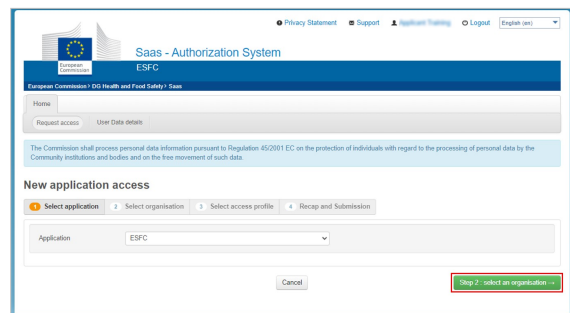 Privacy Statement Support Logout English (en)
Saas - Authorization System
European
Commission
ESFC
European Commission > DG Health and Food Safety > Saas
Home
Request access User Data details
The Commission shall process personal data information pursuant to Regulation 45/2001 EC on the protection of individuals with regard to the processing of personal data by the
Community institutions and bodies and on the free movement of such data.
New application access
1 Select application 2 Select organisation 3 Select access profile 4 Recap and Submission
Application ESFC
Cancel Step 2 : select an organisation →